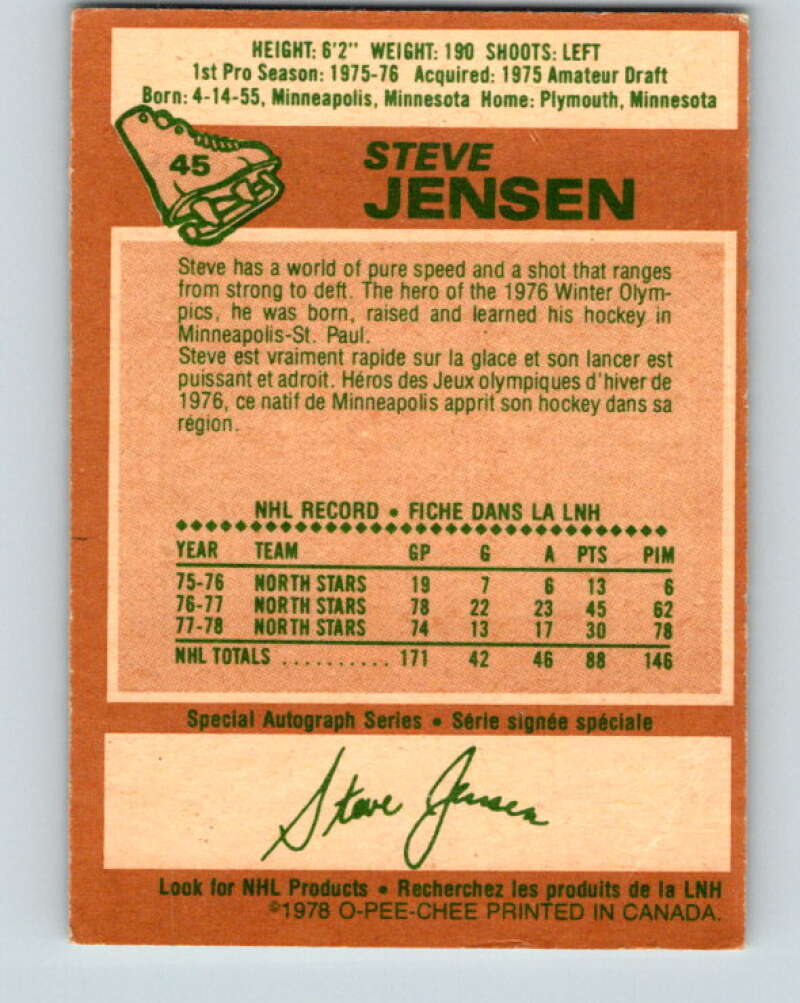 HEIGHT: 6'2" WEIGHT: 190 SHOOTS: LEFT
1st Pro Season: 1975-76 Acquired: 1975 Amateur Draft
Born: 4-14-55, Minneapolis, Minnesota Home: Plymouth, Minnesota
45
STEVE
JENSEN
Steve has a world of pure speed and a shot that ranges
from strong to deft. The hero of the 1976 Winter Olym-
pics, he was born, raised and learned his hockey in
Minneapolis-St. Paul.
Steve est vraiment rapide sur la glace et son lancer est
puissant et adroit. Héros des Jeux olympiques d'hiver de
1976, ce natif de Minneapolis apprit son hockey dans sa
région.
NHL RECORD • FICHE DANS LA LNH
YEAR TEAM GP G A PTS PIM
75-76 NORTH STARS 19 7 6 13 6
76-77 NORTH STARS 78 22 23 45 62
77-78 NORTH STARS 74 13 17 30 78
NHL TOTALS .......... 171 42 46 88 146
Special Autograph Series • Série signée spéciale
Steve Jensen
Look for NHL Products • Recherchez les produits de la LNH
©1978 O-PEE-CHEE PRINTED IN CANADA.